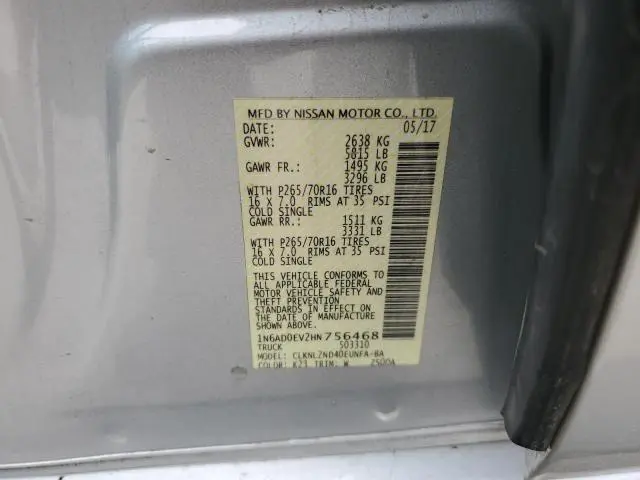 MFD BY NISSAN MOTOR CO., LTD.
DATE: 05/17
GVWR: 2638 KG
5815 LB
GAWR FR.: 1495 KG
3296 LB
WITH P265/70R16 TIRES
16 X 7.0 RIMS AT 35 PSI
COLD SINGLE
GAWR RR.: 1511 KG
3331 LB
WITH P265/70R16 TIRES
16 X 7.0 RIMS AT 35 PSI
COLD SINGLE
THIS VEHICLE CONFORMS TO
ALL APPLICABLE FEDERAL
MOTOR VEHICLE SAFETY AND
THEFT PREVENTION
STANDARDS IN EFFECT ON
THE DATE OF MANUFACTURE
SHOWN ABOVE.
1N6AD0EV2HN756468
TRUCK 503310
MODEL: CLKNLZND40EUNFA-BA
COLOR: K23 TRIM: W